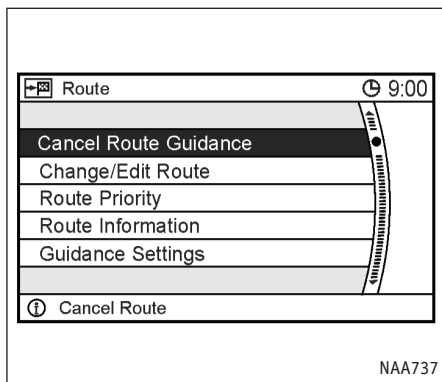 Route
9:00
Cancel Route Guidance
Change/Edit Route
Route Priority
Route Information
Guidance Settings
Cancel Route
NAA737